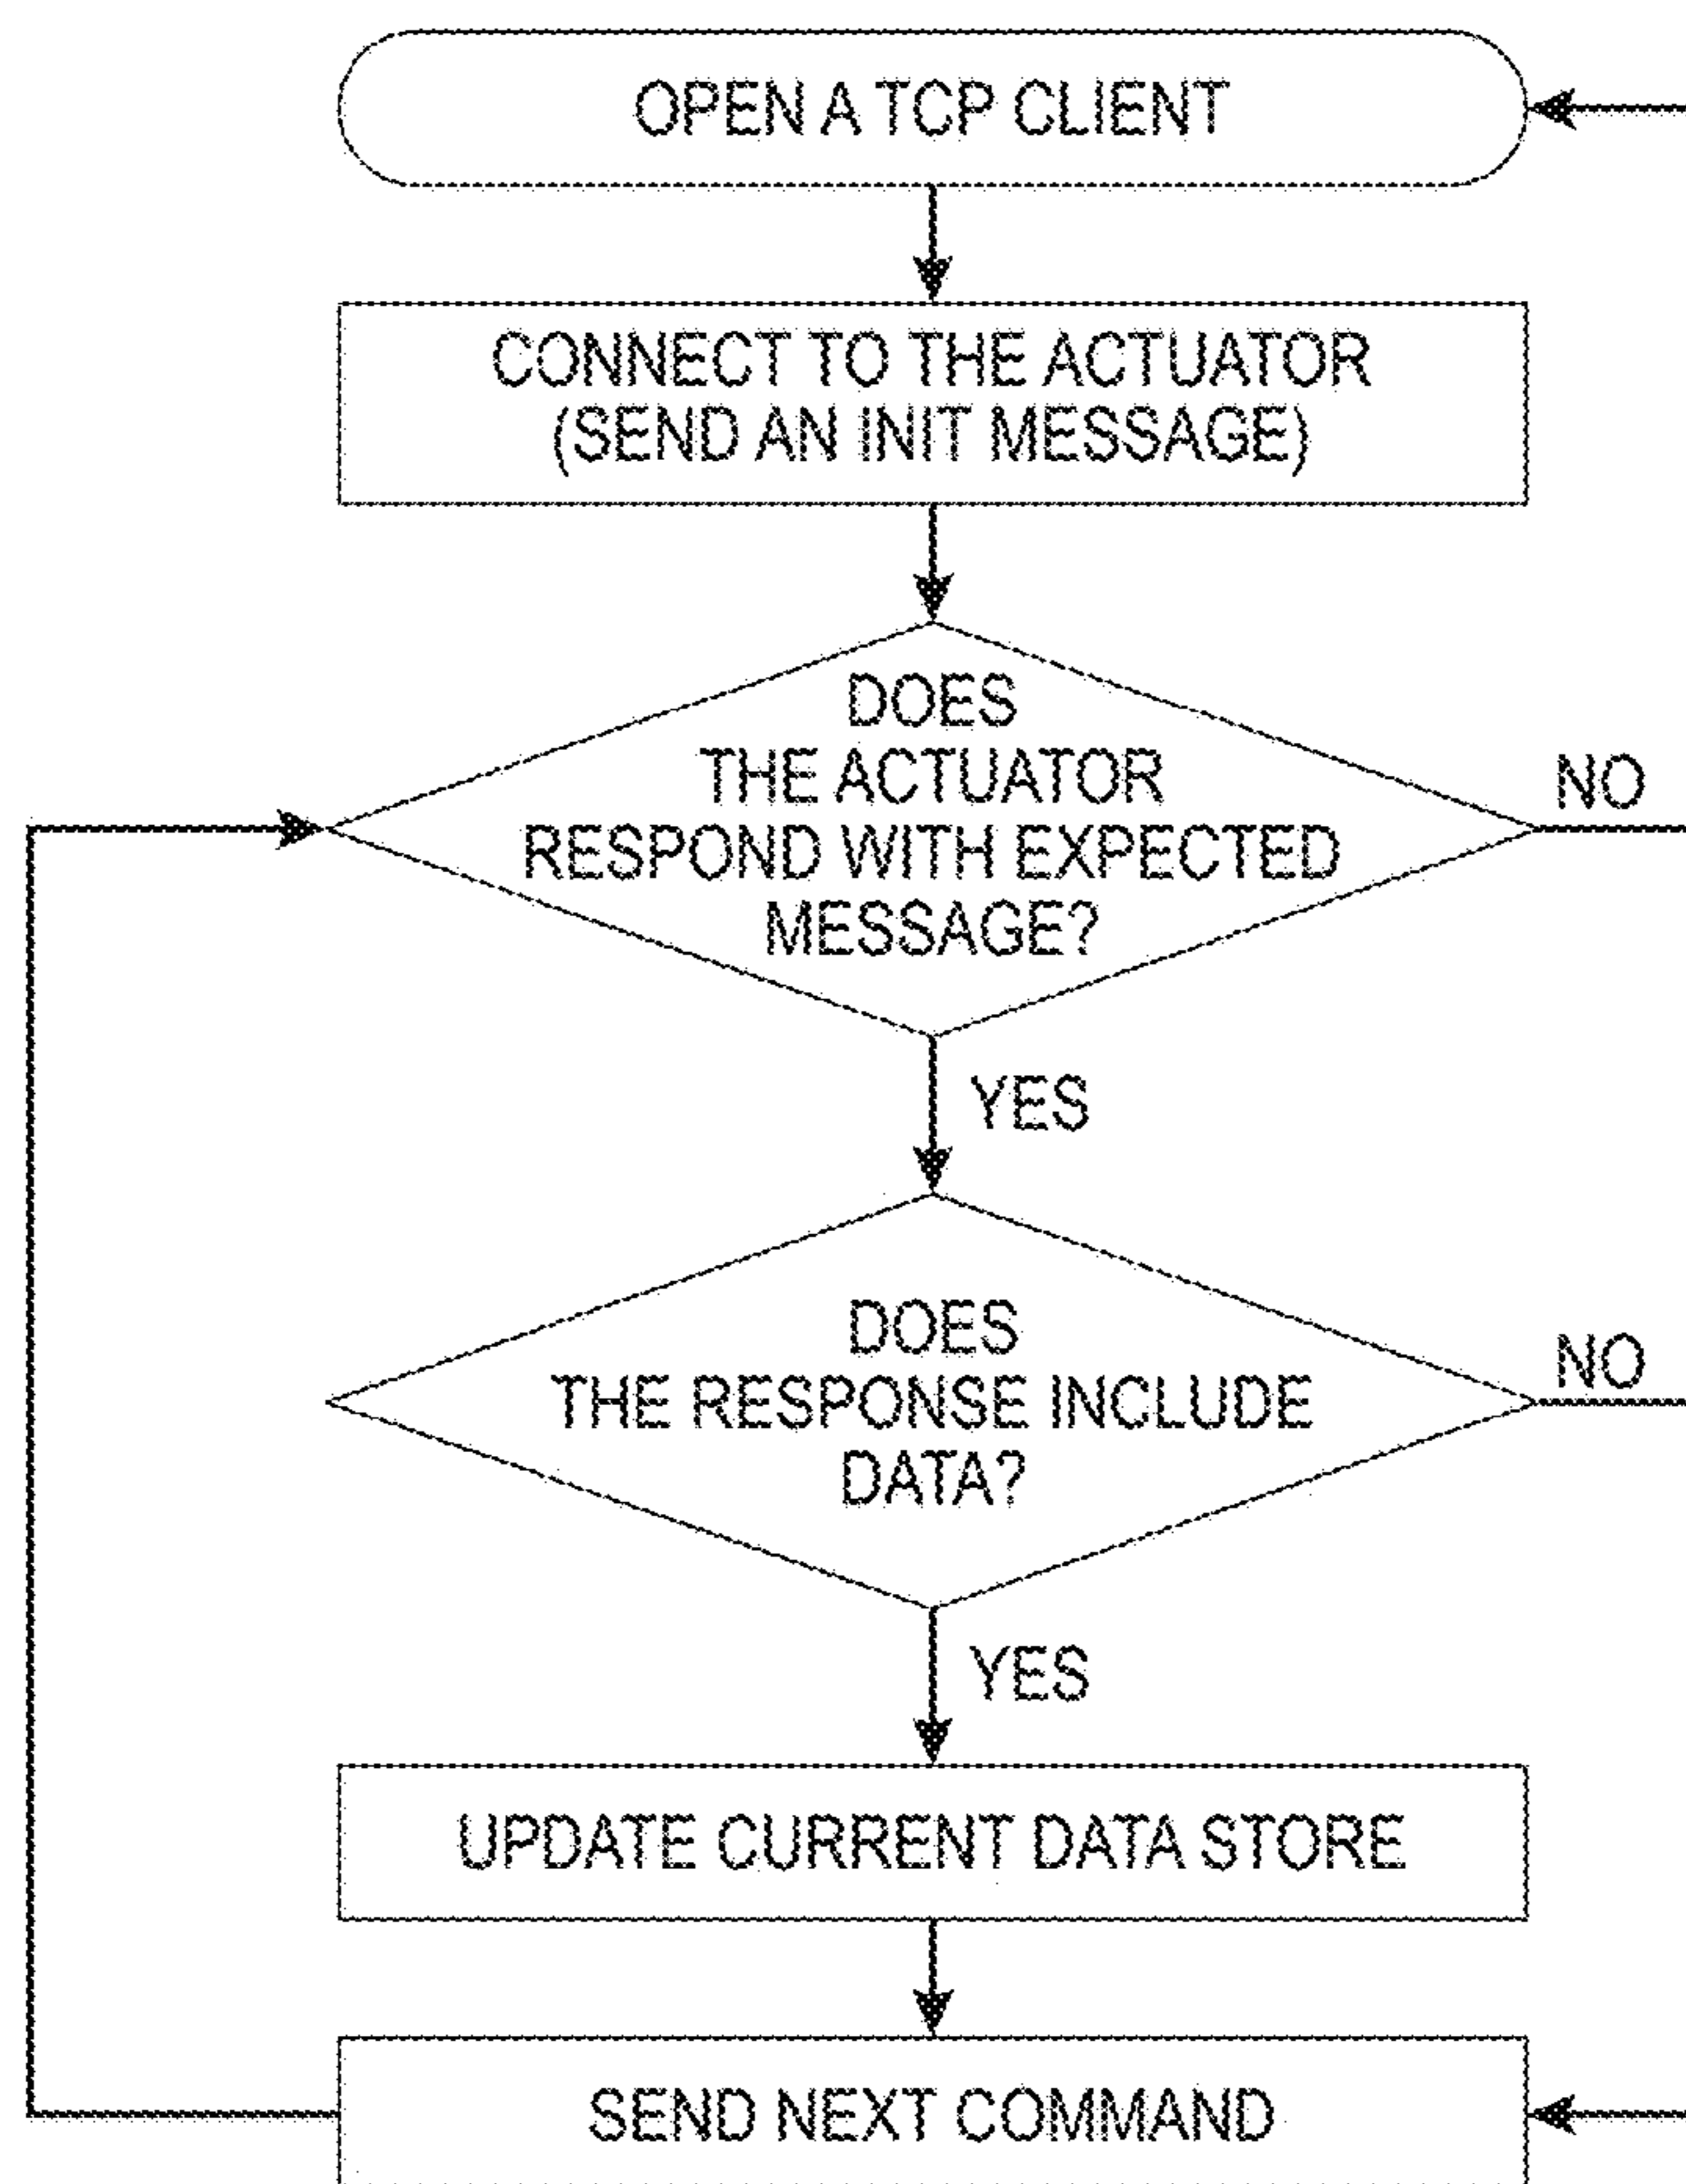 OPEN A TCP CLIENT
CONNECT TO THE ACTUATOR
(SEND AN INIT MESSAGE)
DOES
THE ACTUATOR
RESPOND WITH EXPECTED
MESSAGE?
NO
YES
DOES
THE RESPONSE INCLUDE
DATA?
NO
YES
UPDATE CURRENT DATA STORE
SEND NEXT COMMAND